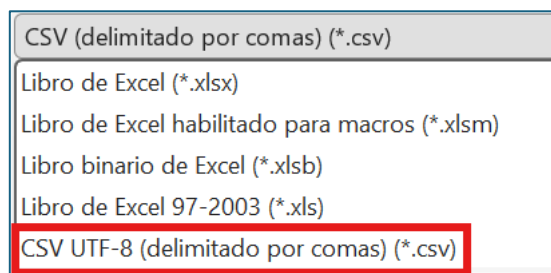 CSV (delimitado por comas) (*.csv)
Libro de Excel (*.xlsx)
Libro de Excel habilitado para macros (*.xlsm)
Libro binario de Excel (*.xlsb)
Libro de Excel 97-2003 (*.xls)
CSV UTF-8 (delimitado por comas) (*.csv)